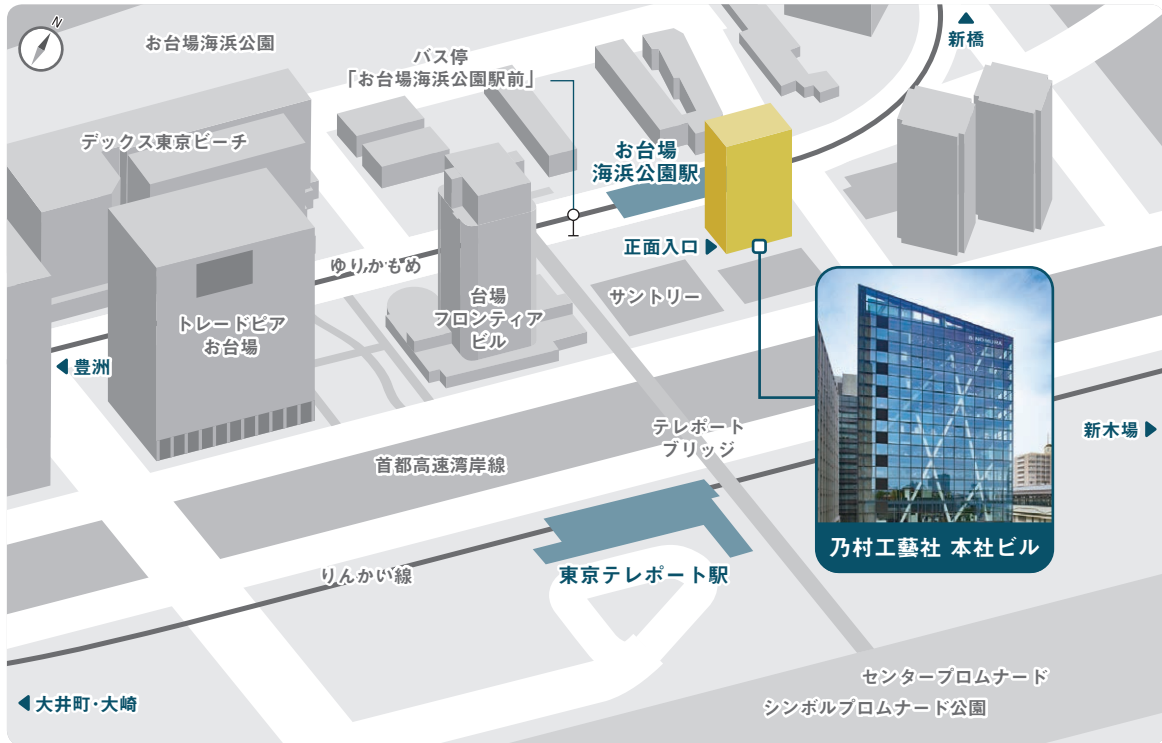 N
お台場海浜公園
新橋
バス停
「お台場海浜公園駅前」
デックス東京ビーチ
お台場
海浜公園駅
正面入口
ゆりかもめ
サントリー
台場
フロンティア
ビル
トレードピア
お台場
豊洲
テレポート
ブリッジ
新木場
首都高速湾岸線
乃村工藝社 本社ビル
りんかい線
東京テレポート駅
センタープロムナード
シンボルプロムナード公園
大井町・大崎